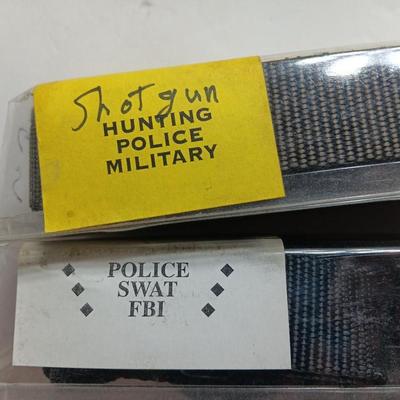 Shotgun
HUNTING
POLICE
MILITARY
POLICE
SWAT
FBI